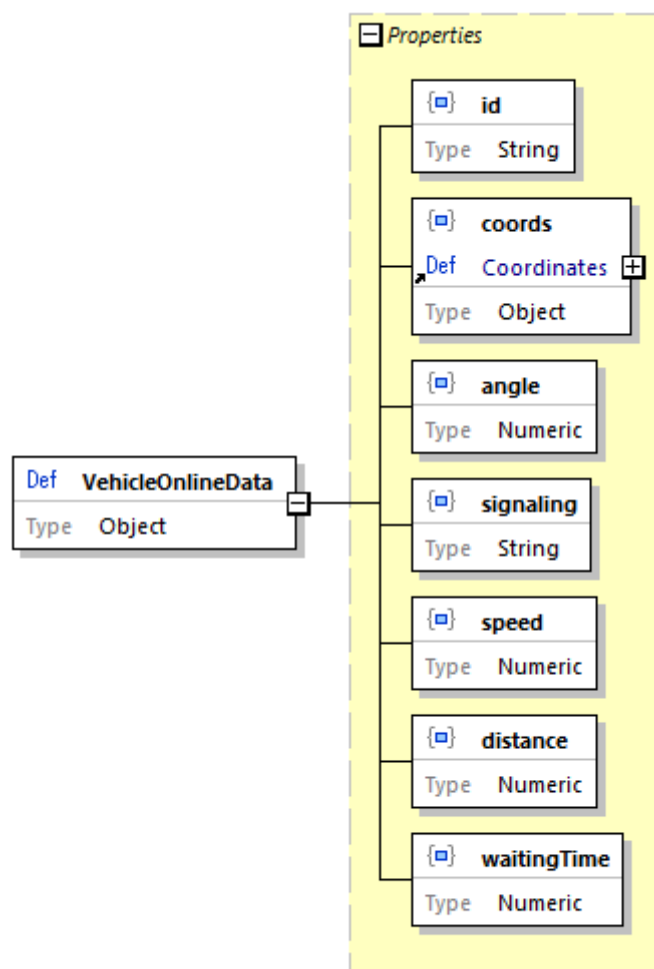 Properties
id
Type String
coords
Def Coordinates
Type Object
angle
Type Numeric
Def VehicleOnlineData
Type Object
signaling
Type String
speed
Type Numeric
distance
Type Numeric
waitingTime
Type Numeric